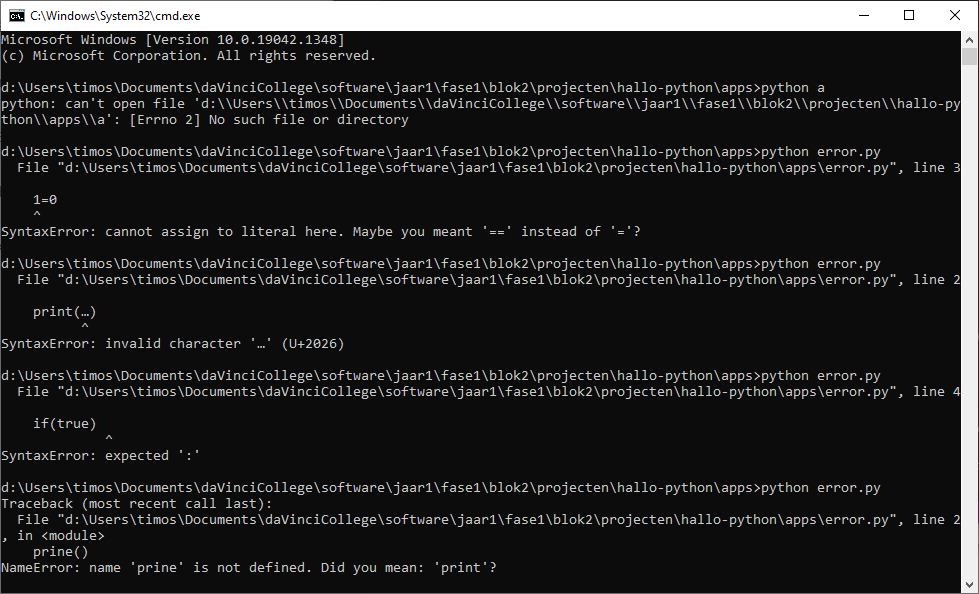 C:\Windows\System32\cmd.exe
Microsoft Windows [Version 10.0.19042.1348]
(c) Microsoft Corporation. All rights reserved.
d:\Users\timos\Documents\daVinciCollege\software\jaar1\fase1\blok2\projecten\hallo-python\apps>python a
python: can't open file 'd:\\Users\\timos\\Documents\\daVinciCollege\\software\\jaar1\\fase1\\blok2\\projecten\\hallo-py
thon\\apps\\a': [Errno 2] No such file or directory
d:\Users\timos\Documents\daVinciCollege\software\jaar1\fase1\blok2\projecten\hallo-python\apps>python error.py
  File "d:\Users\timos\Documents\daVinciCollege\software\jaar1\fase1\blok2\projecten\hallo-python\apps\error.py", line 3
    1=0
    ^
SyntaxError: cannot assign to literal here. Maybe you meant '==' instead of '='?
d:\Users\timos\Documents\daVinciCollege\software\jaar1\fase1\blok2\projecten\hallo-python\apps>python error.py
  File "d:\Users\timos\Documents\daVinciCollege\software\jaar1\fase1\blok2\projecten\hallo-python\apps\error.py", line 2
    print(…)
          ^
SyntaxError: invalid character '…' (U+2026)
d:\Users\timos\Documents\daVinciCollege\software\jaar1\fase1\blok2\projecten\hallo-python\apps>python error.py
  File "d:\Users\timos\Documents\daVinciCollege\software\jaar1\fase1\blok2\projecten\hallo-python\apps\error.py", line 4
    if(true)
             ^
SyntaxError: expected ':'
d:\Users\timos\Documents\daVinciCollege\software\jaar1\fase1\blok2\projecten\hallo-python\apps>python error.py
Traceback (most recent call last):
  File "d:\Users\timos\Documents\daVinciCollege\software\jaar1\fase1\blok2\projecten\hallo-python\apps\error.py", line 2
, in <module>
    prine()
NameError: name 'prine' is not defined. Did you mean: 'print'?